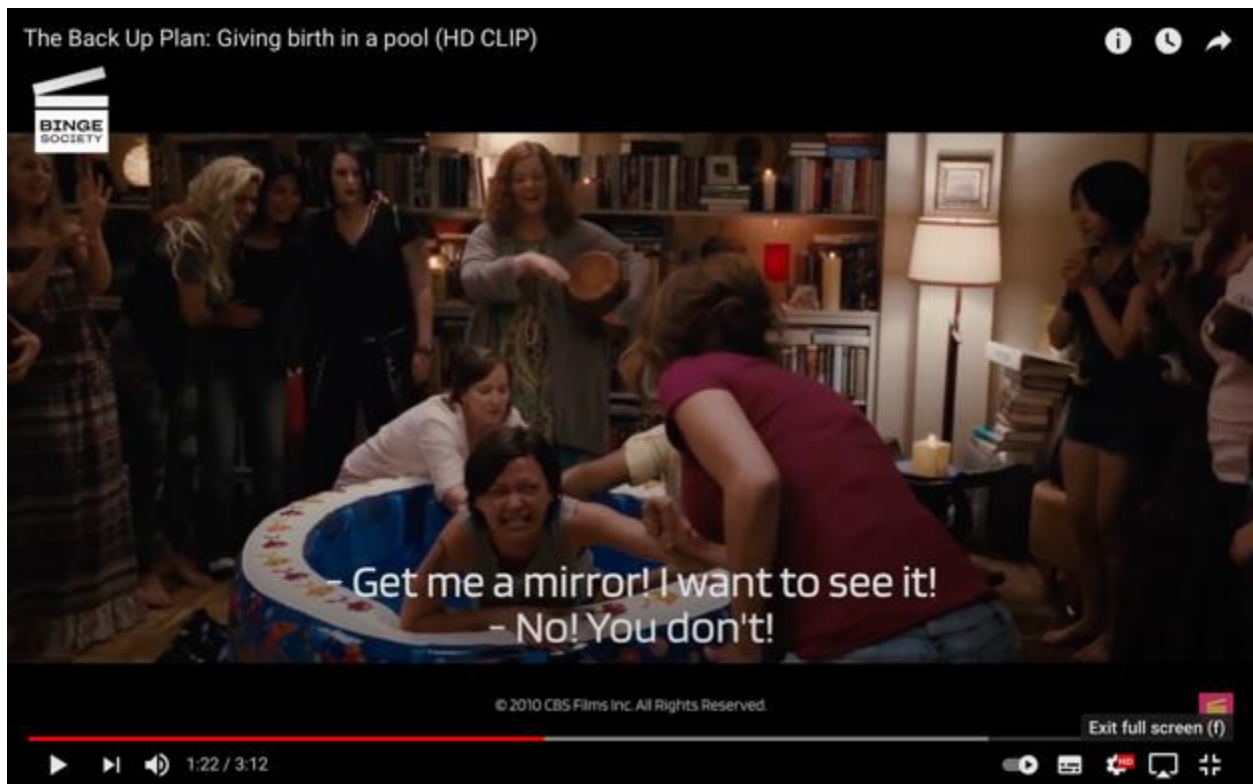 The Back Up Plan: Giving birth in a pool (HD CLIP)
BINGE
SOCIETY
- Get me a mirror! I want to see it!
- No! You don't!
© 2010 CBS Films Inc. All Rights Reserved.
Exit full screen (f)
1:22 / 3:12
HD